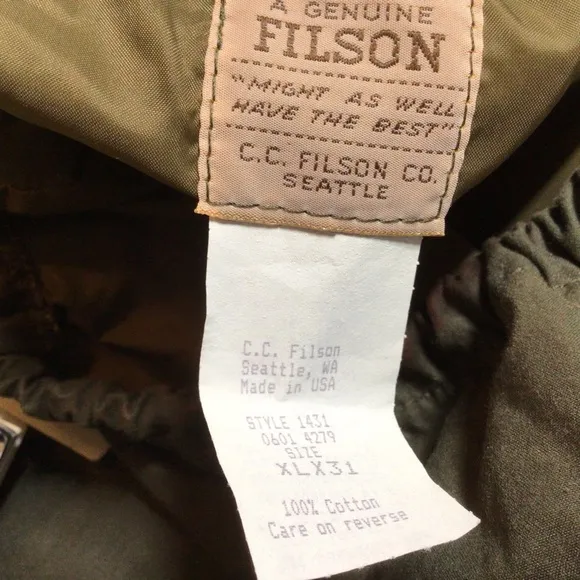 A GENUINE
FILSON
"MIGHT AS WELL
HAVE THE BEST"
C.C. FILSON CO.
SEATTLE
C.C. Filson
Seattle, WA
Made in USA
STYLE 1431
0601 4279
SIZE
XLX31
100% Cotton
Care on reverse